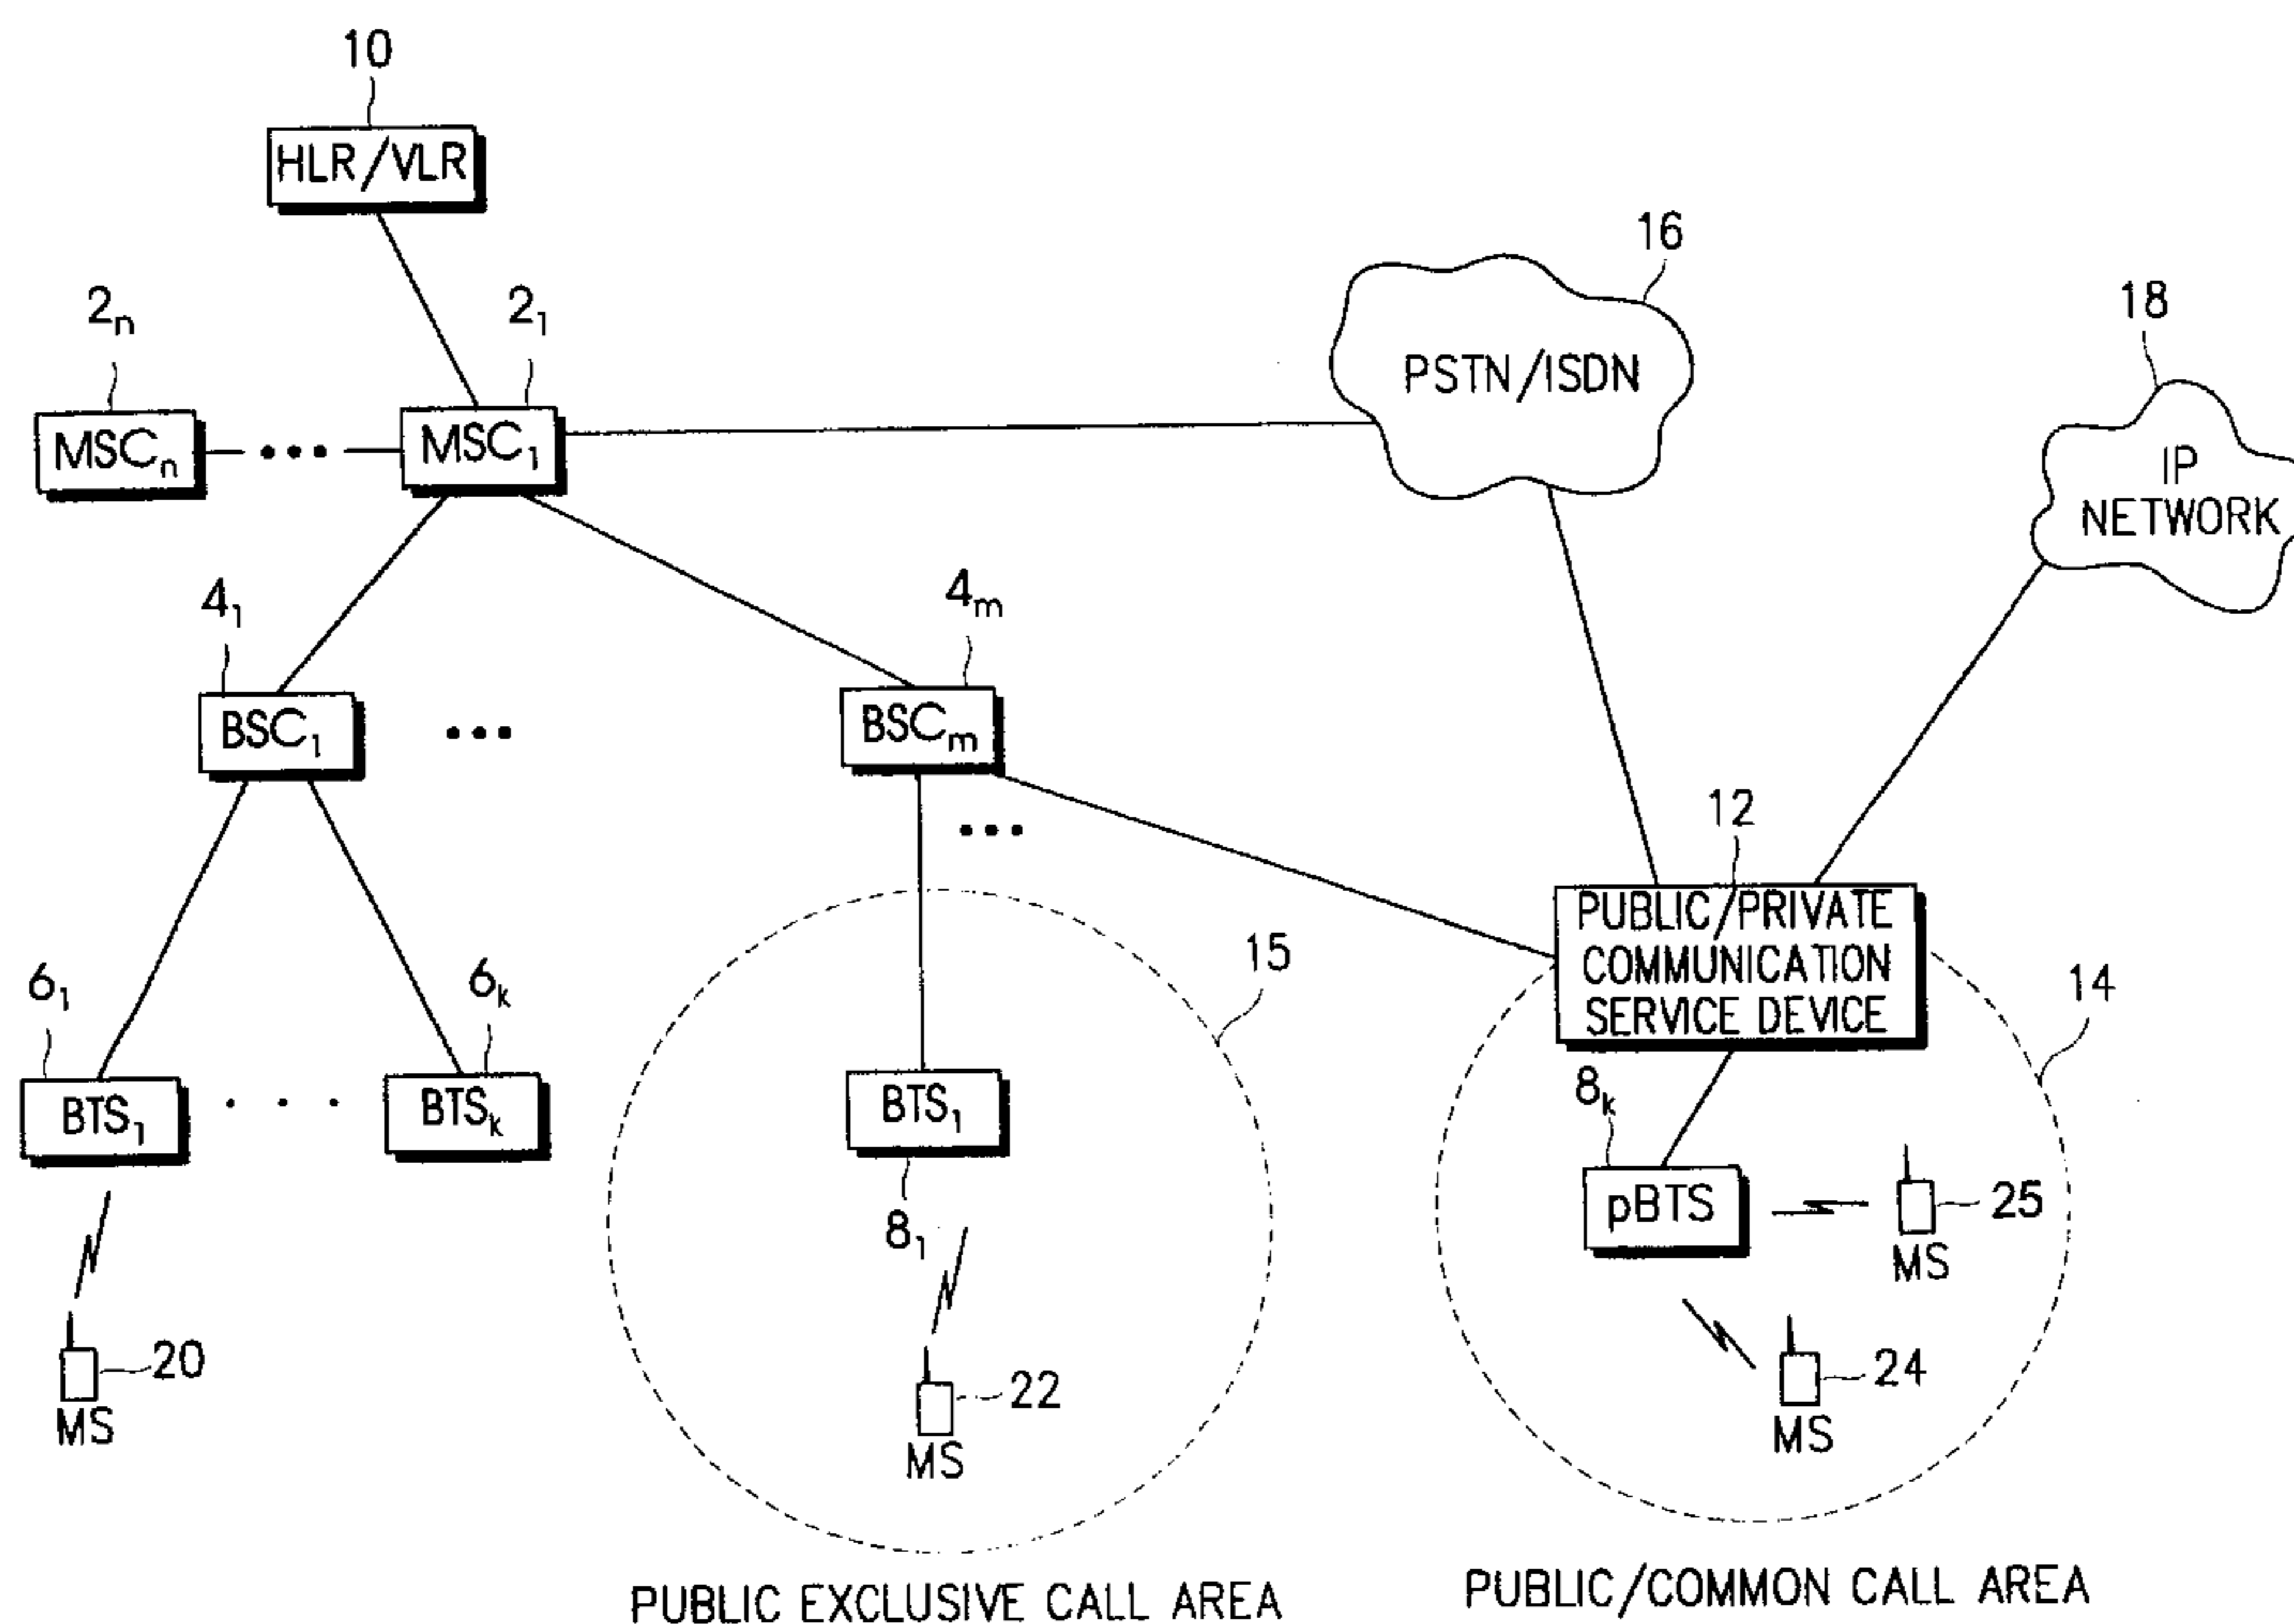 10
HLR/VLR
16
18
2ₙ
2₁
PSTN/ISDN
MSCₙ
MSC₁
IP
NETWORK
4₁
4ₘ
BSC₁
BSCₘ
12
PUBLIC/PRIVATE
COMMUNICATION
SERVICE DEVICE
15
14
6₁
6ₖ
BTS₁
BTSₖ
BTS₁
8ₖ
pBTS
25
MS
8₁
20
MS
22
MS
24
MS
PUBLIC EXCLUSIVE CALL AREA
PUBLIC/COMMON CALL AREA